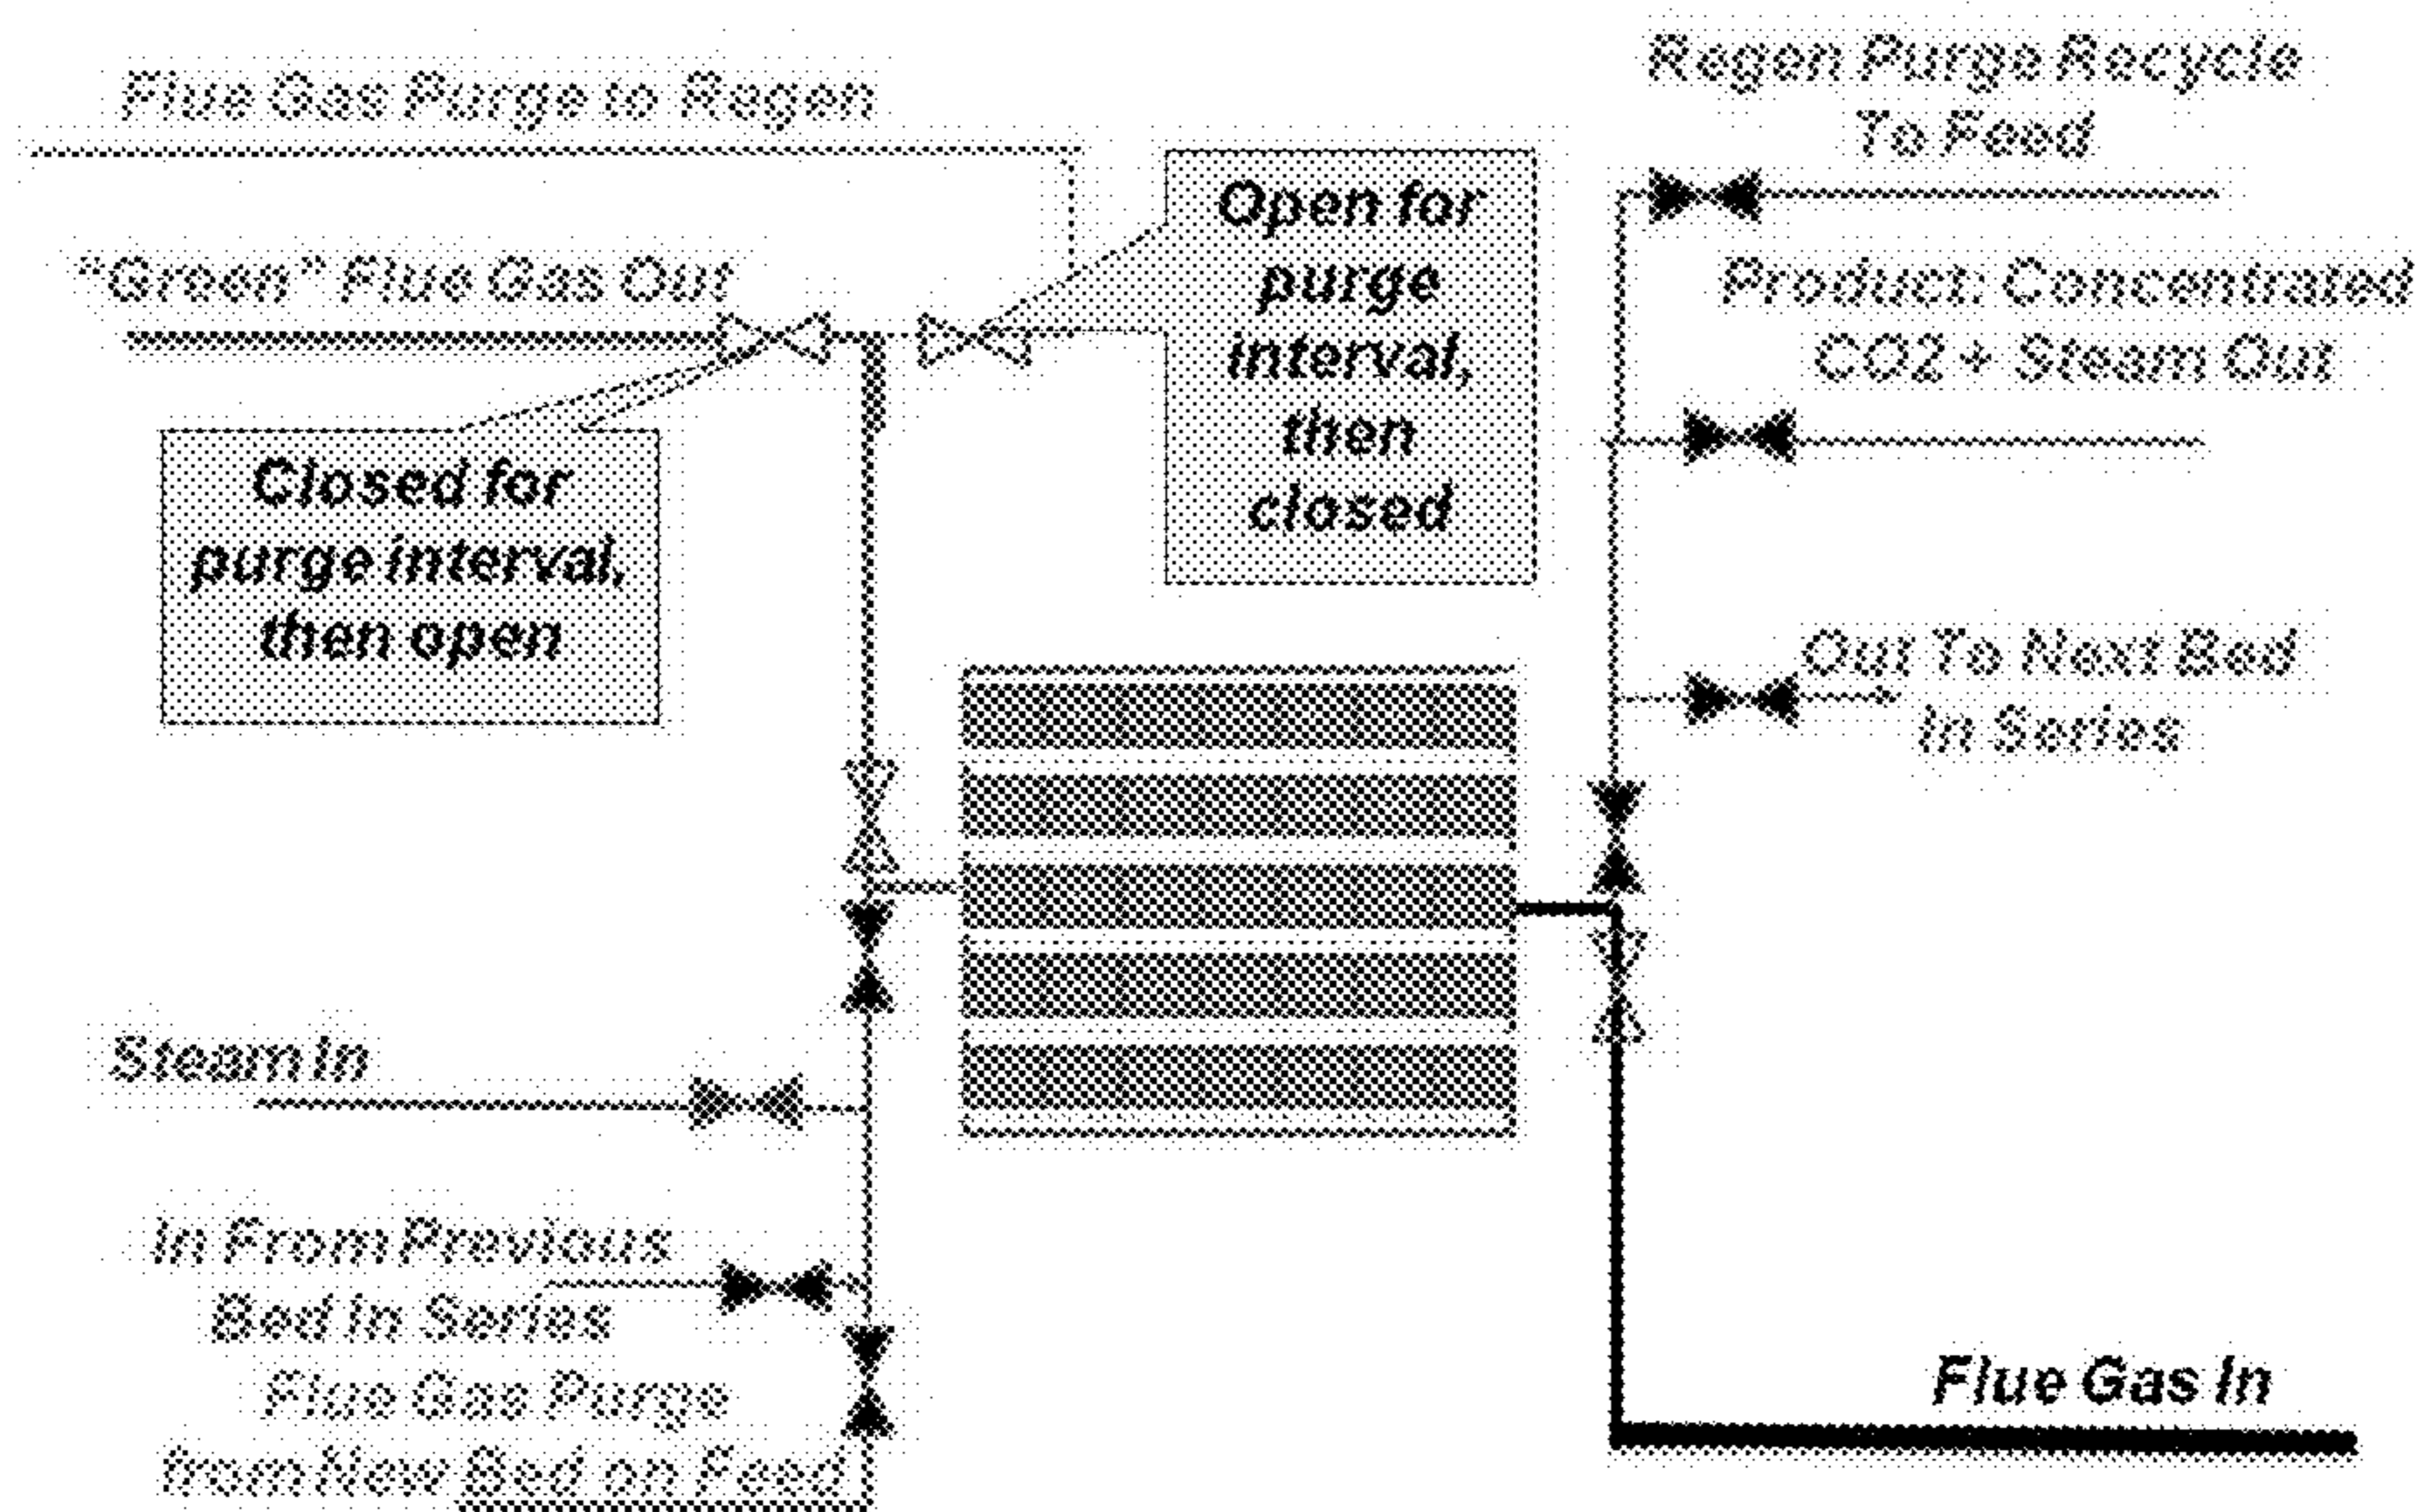 Flue Gas Purge to Regen
"Green" Flue Gas Out
Closed for
purge interval,
then open
Open for
purge
interval,
then
closed
Regen Purge Recycle
To Feed
Product: Concentrated
CO2 + Steam Out
Out To Next Bed
In Series
Steam In
In From Previous
Bed In Series
Flue Gas Purge
from New Bed on Feed
Flue Gas In